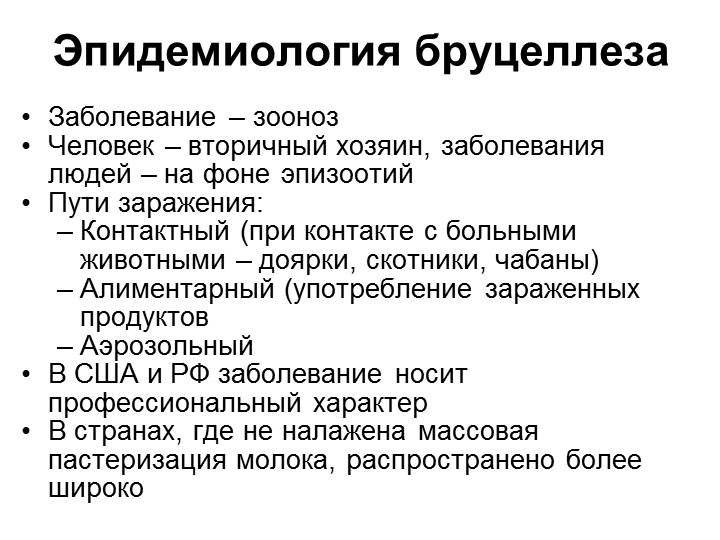 Эпидемиология бруцеллеза
• Заболевание – зооноз
• Человек – вторичный хозяин, заболевания
людей – на фоне эпизоотий
• Пути заражения:
– Контактный (при контакте с больными
животными – доярки, скотники, чабаны)
– Алиментарный (употребление зараженных
продуктов
– Аэрозольный
• В США и РФ заболевание носит
профессиональный характер
• В странах, где не налажена массовая
пастеризация молока, распространено более
широко